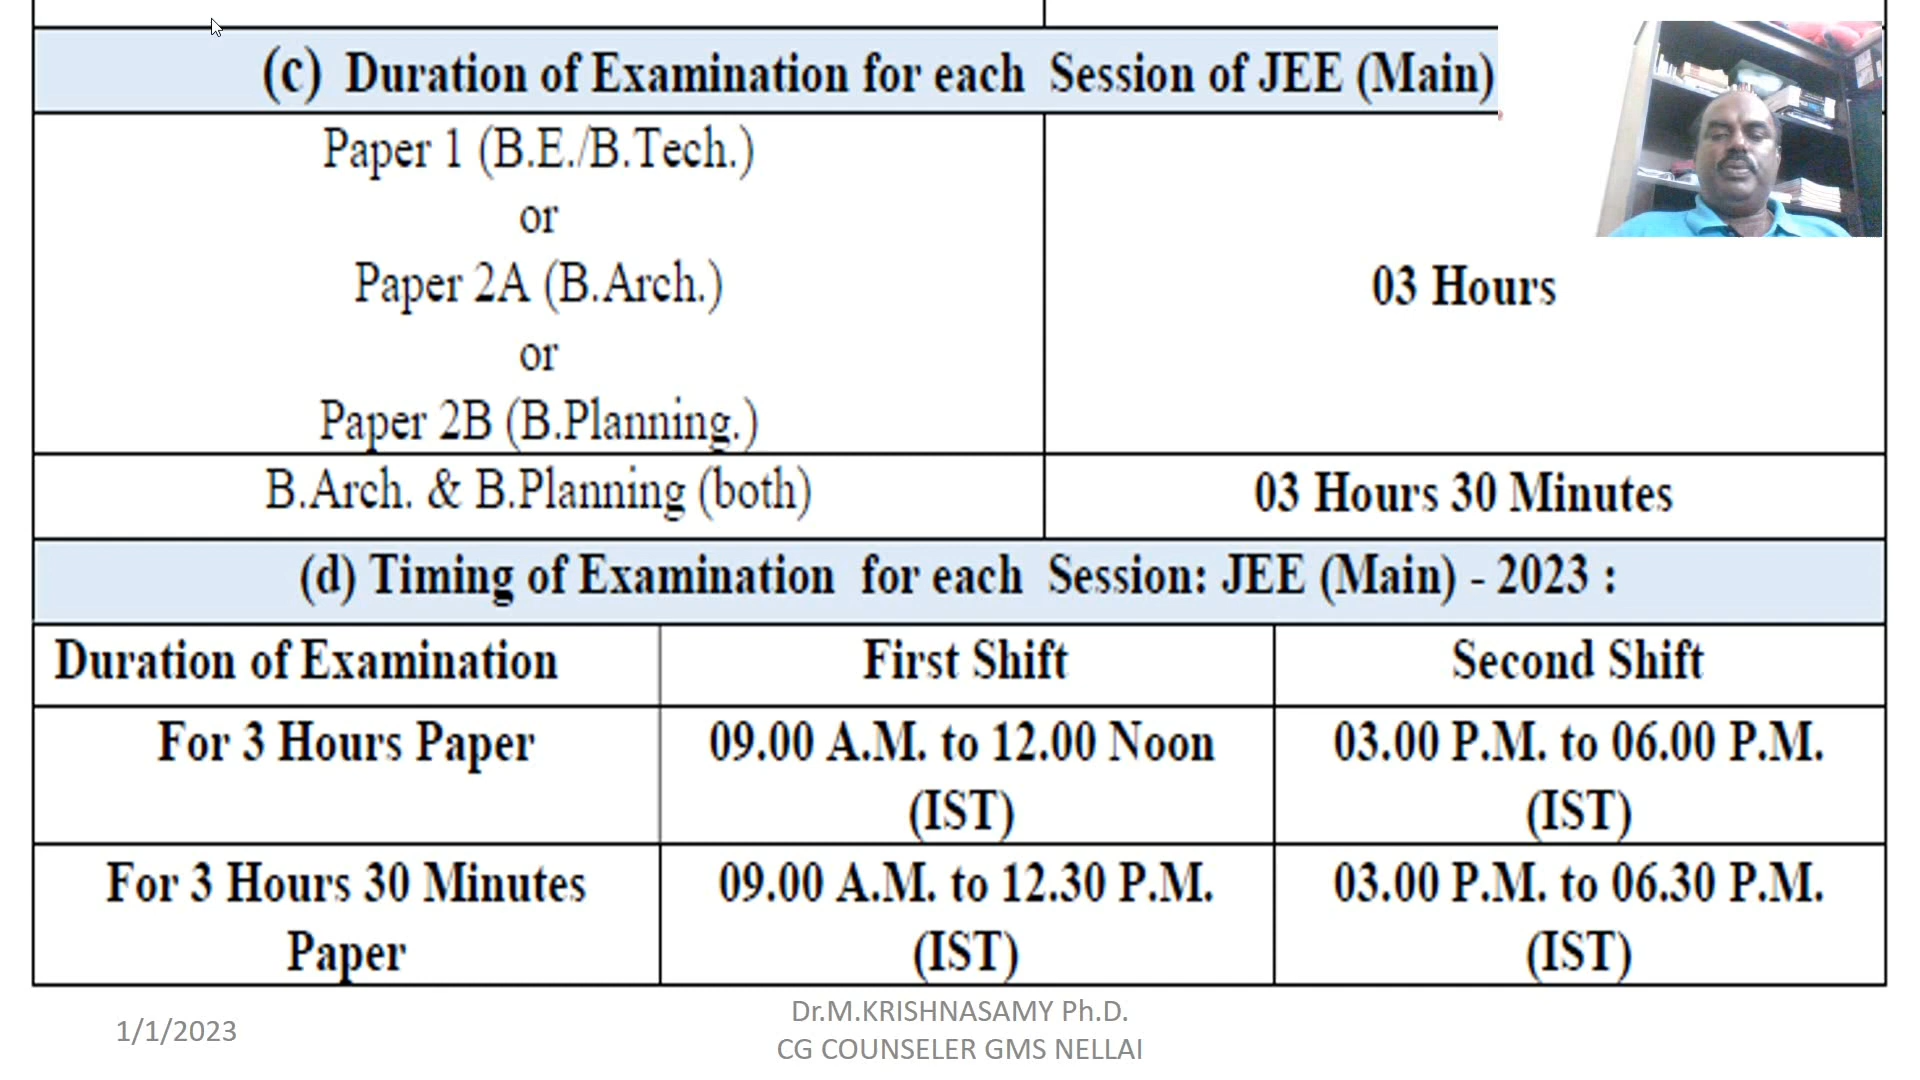 (c) Duration of Examination for each Session of JEE (Main)
Paper 1 (B.E./B.Tech.)
or
Paper 2A (B.Arch.)
or
Paper 2B (B.Planning.)
03 Hours
B.Arch. & B.Planning (both)
03 Hours 30 Minutes
(d) Timing of Examination for each Session: JEE (Main) - 2023 :
Duration of Examination
First Shift
Second Shift
For 3 Hours Paper
09.00 A.M. to 12.00 Noon
(IST)
03.00 P.M. to 06.00 P.M.
(IST)
For 3 Hours 30 Minutes
Paper
09.00 A.M. to 12.30 P.M.
(IST)
03.00 P.M. to 06.30 P.M.
(IST)
1/1/2023
Dr.M.KRISHNASAMY Ph.D.
CG COUNSELER GMS NELLAI